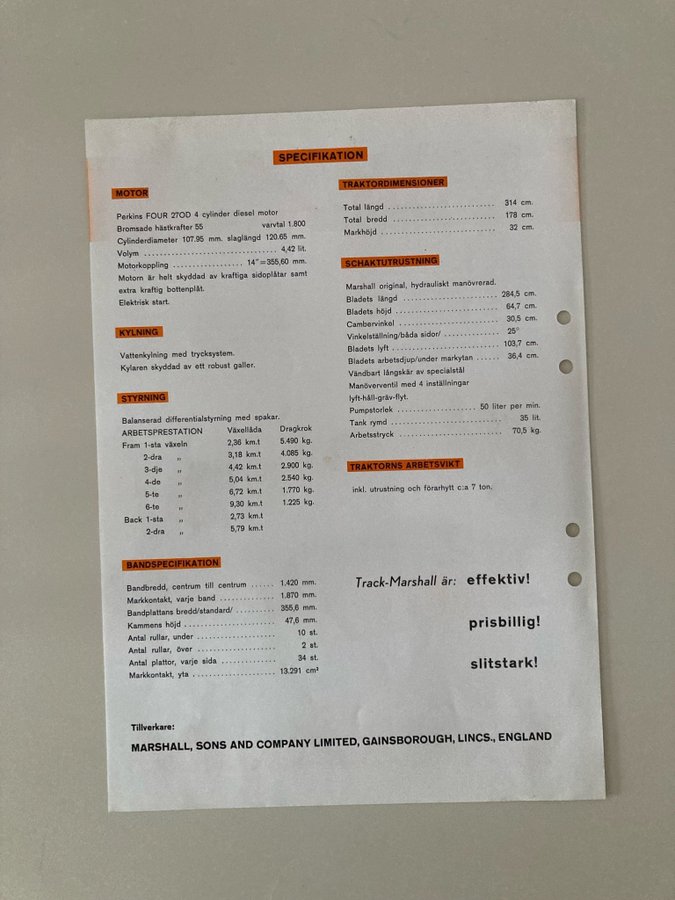 SPECIFIKATION
MOTOR
Perkins FOUR 270D 4 cylinder diesel motor
Bromsade hästkrafter 55 varvtal 1.800
Cylinderdiameter 107.95 mm. slaglängd 120.65 mm.
Volym ................................ 4,42 lit.
Motorkoppling .................. 14"=355,60 mm.
Motorn är helt skyddad av kraftiga sidoplåtar samt
extra kraftig bottenplåt.
Elektrisk start.
KYLNING
Vattenkylning med trycksystem.
Kylaren skyddad av ett robust galler.
STYRNING
Balanserad differentialstyrning med spakar.
ARBETSPRESTATION Växellåda Dragkrok
Fram 1-sta växeln 2,36 km.t 5.490 kg.
2-dra „ 3,18 km.t 4.085 kg.
3-dje „ 4,42 km.t 2.900 kg.
4-de „ 5,04 km.t 2.540 kg.
5-te „ 6,72 km.t 1.770 kg.
6-te „ 9,30 km.t 1.225 kg.
Back 1-sta „ 2,73 km.t
2-dra „ 5,79 km.t
BANDSPECIFIKATION
Bandbredd, centrum till centrum ...... 1.420 mm.
Markkontakt, varje band .............. 1.870 mm.
Bandplattans bredd/standard/ .......... 355,6 mm.
Kammens höjd ....................... 47,6 mm.
Antal rullar, under .................... 10 st.
Antal rullar, över .................... 2 st.
Antal plattor, varje sida .............. 34 st.
Markkontakt, yta ..................... 13.291 cm²
TRAKTORDIMENSIONER
Total längd ........................... 314 cm.
Total bredd .......................... 178 cm.
Markhöjd ............................ 32 cm.
SCHAKTUTRUSTNING
Marshall original, hydrauliskt manövrerad.
Bladets längd ........................ 284,5 cm.
Bladets höjd ......................... 64,7 cm.
Cambervinkel ......................... 30,5 cm.
Vinkelställning/båda sidor/ .............. 25°
Bladets lyft ........................... 103,7 cm.
Bladets arbetsdjup/under markytan ...... 36,4 cm.
Vändbart långskär av specialstål
Manöverventil med 4 inställningar
lyft-håll-gräv-flyt.
Pumpstorlek .................... 50 liter per min.
Tank rymd ............................ 35 lit.
Arbetsstryck .......................... 70,5 kg.
TRAKTORNS ARBETSVIKT
inkl. utrustning och förarhytt c:a 7 ton.
Track-Marshall är: effektiv!
prisbillig!
slitstark!
Tillverkare:
MARSHALL, SONS AND COMPANY LIMITED, GAINSBOROUGH, LINCS., ENGLAND